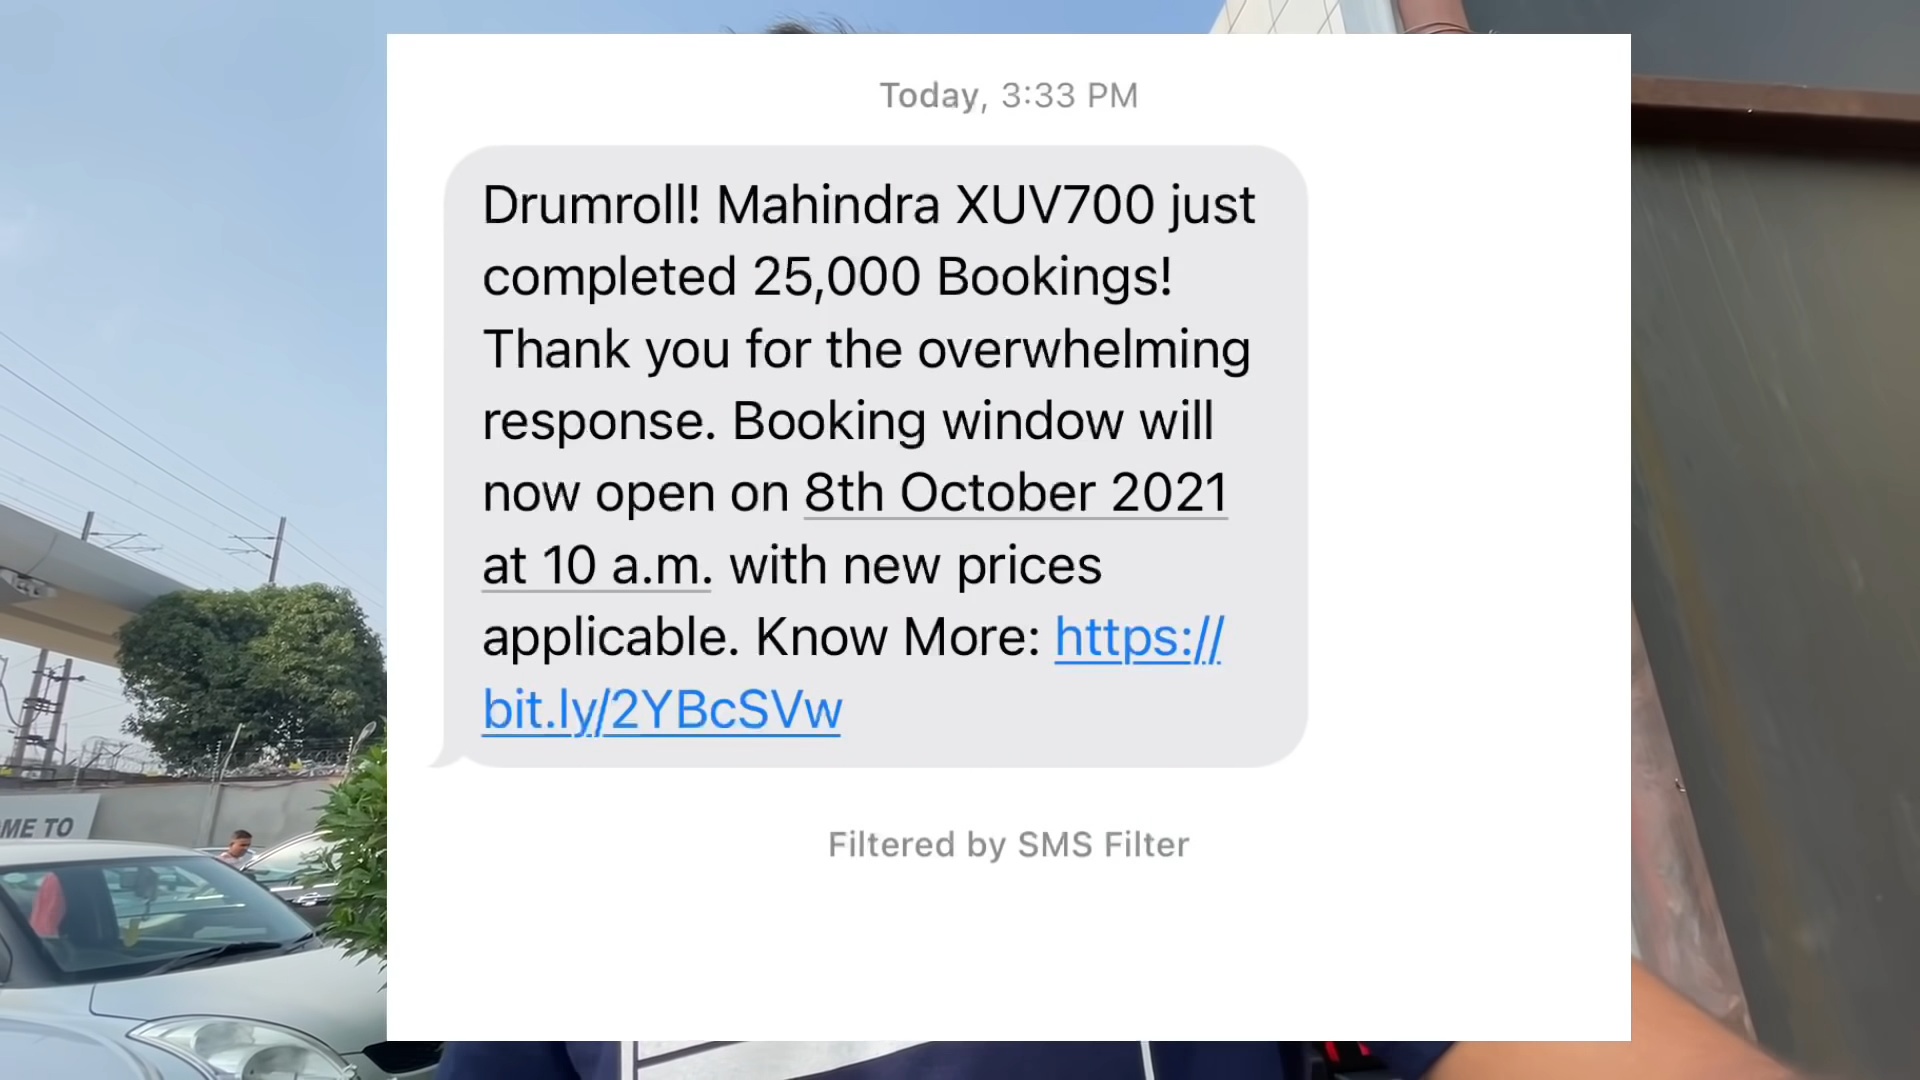 Today, 3:33 PM
Drumroll! Mahindra XUV700 just
completed 25,000 Bookings!
Thank you for the overwhelming
response. Booking window will
now open on 8th October 2021
at 10 a.m. with new prices
applicable. Know More: https://
bit.ly/2YBcSVw
Filtered by SMS Filter
ME TO